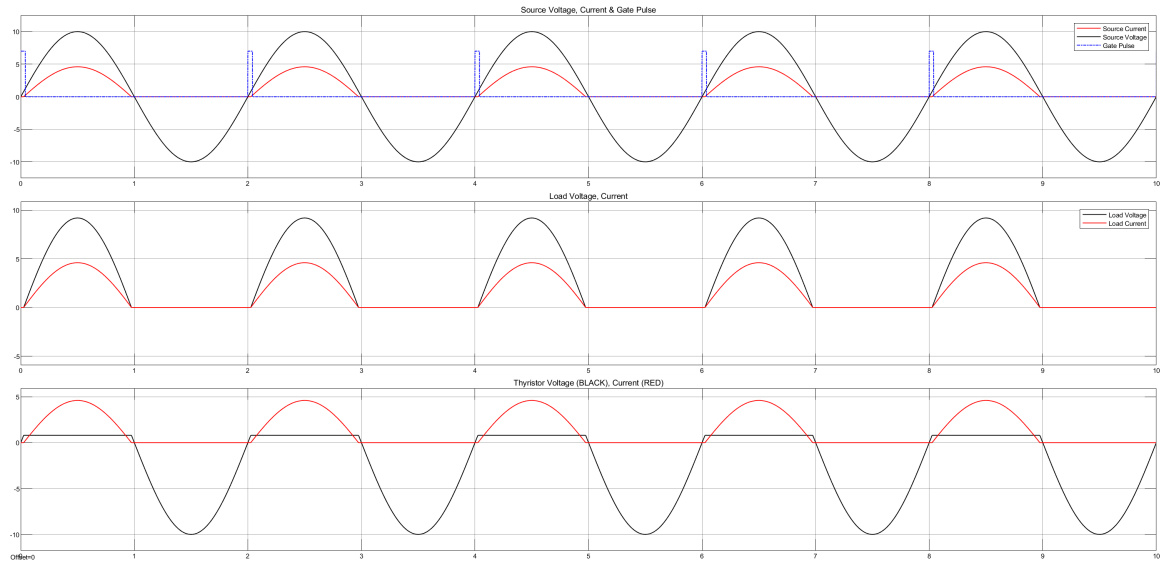 Source Voltage, Current & Gate Pulse
Source Current
Source Voltage
Gate Pulse
10
5
0
-5
-10
0 1 2 3 4 5 6 7 8 9 10
Load Voltage, Current
Load Voltage
Load Current
10
5
0
-5
0 1 2 3 4 5 6 7 8 9 10
Thyristor Voltage (BLACK), Current (RED)
5
0
-5
-10
0 1 2 3 4 5 6 7 8 9 10
Offset=0